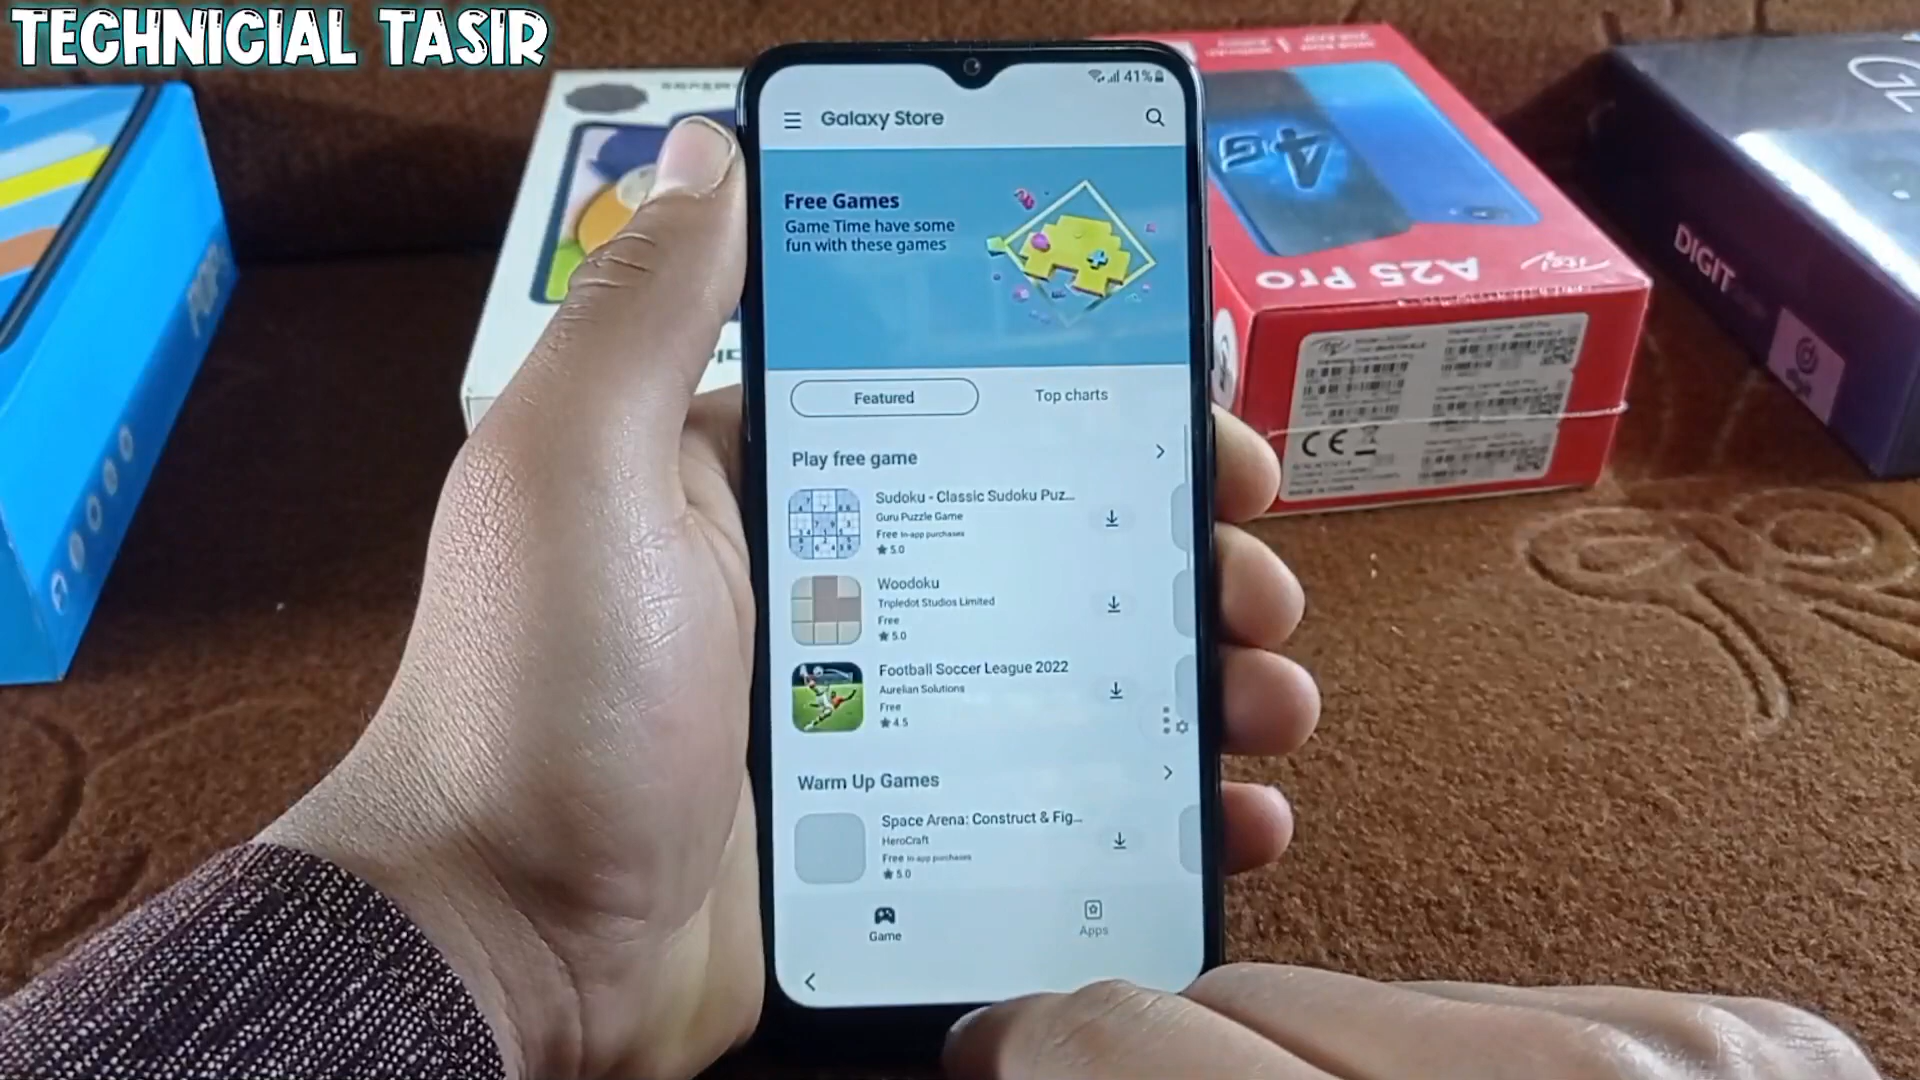 TECHNICIAL TASIR
41%
Galaxy Store
Free Games
Game Time have some
fun with these games
Featured
Top charts
Play free game
Sudoku - Classic Sudoku Puz...
Guru Puzzle Game
Free In-app purchases
★ 5.0
Woodoku
Tripledot Studios Limited
Free
★ 5.0
Football Soccer League 2022
Aurelian Solutions
Free
★ 4.5
Warm Up Games
Space Arena: Construct & Fig...
HeroCraft
Free In-app purchases
★ 5.0
Game
Apps
4G
itel
A25 Pro
CE
DIGIT